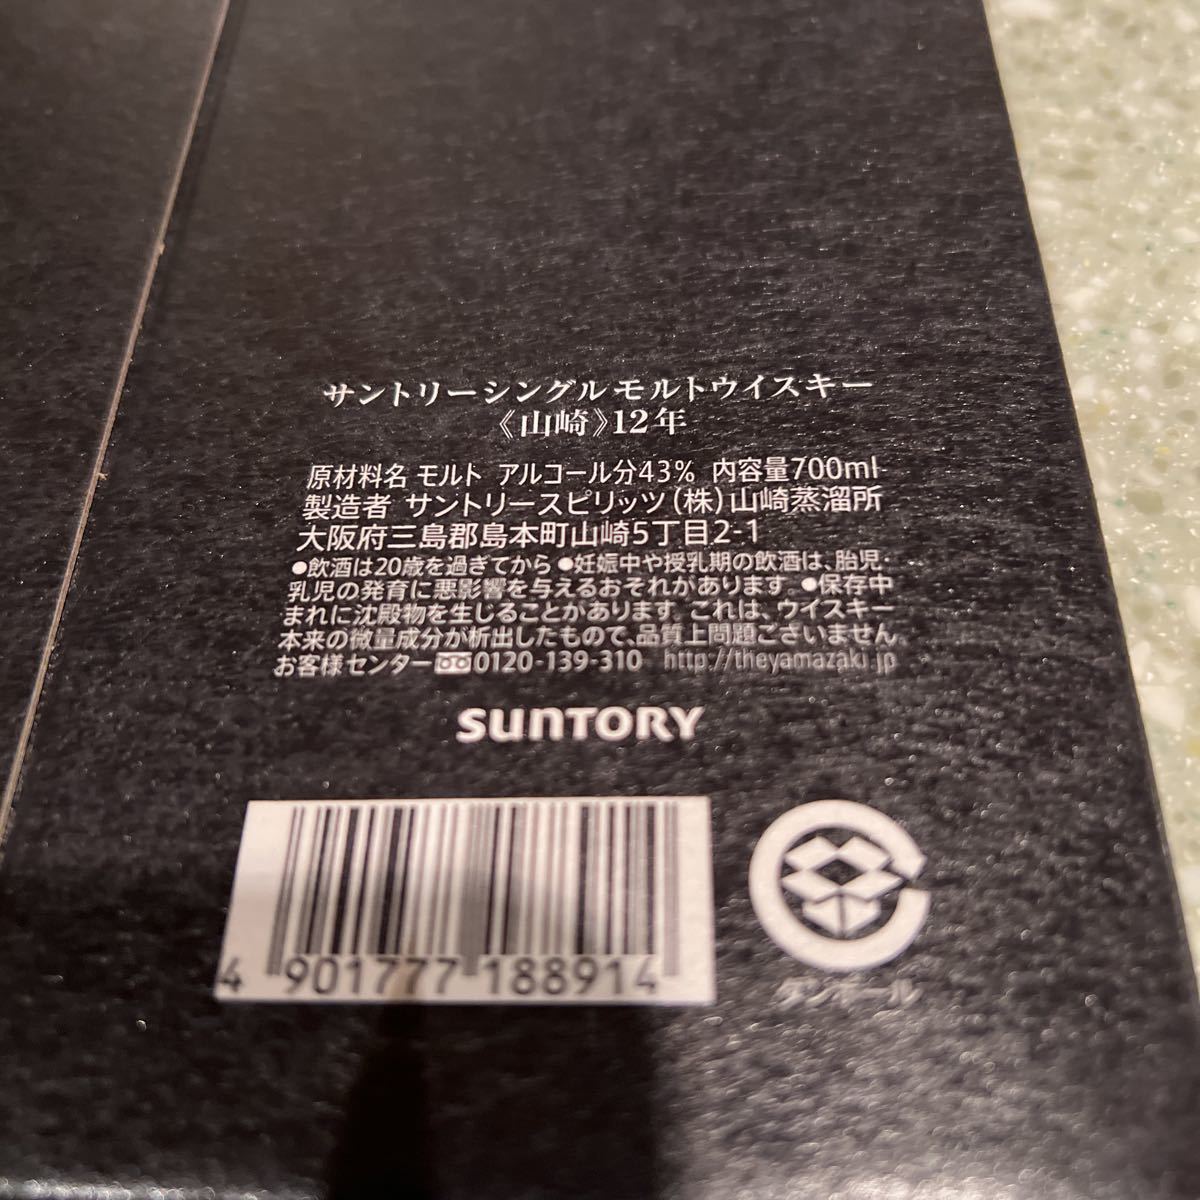 サントリーシングルモルトウイスキー
《山崎》12年
原材料名 モルト アルコール分43% 内容量700ml
製造者 サントリースピリッツ(株)山崎蒸溜所
大阪府三島郡島本町山崎5丁目2-1
●飲酒は20歳を過ぎてから ●妊娠中や授乳期の飲酒は、胎児・
乳児の発育に悪影響を与えるおそれがあります。●保存中
まれに沈殿物を生じることがあります。これは、ウイスキー
本来の微量成分が析出したもので、品質上問題ございません。
お客様センター 0120-139-310 http://theyamazaki.jp
SUNTORY
4 901777 188914
ダンボール